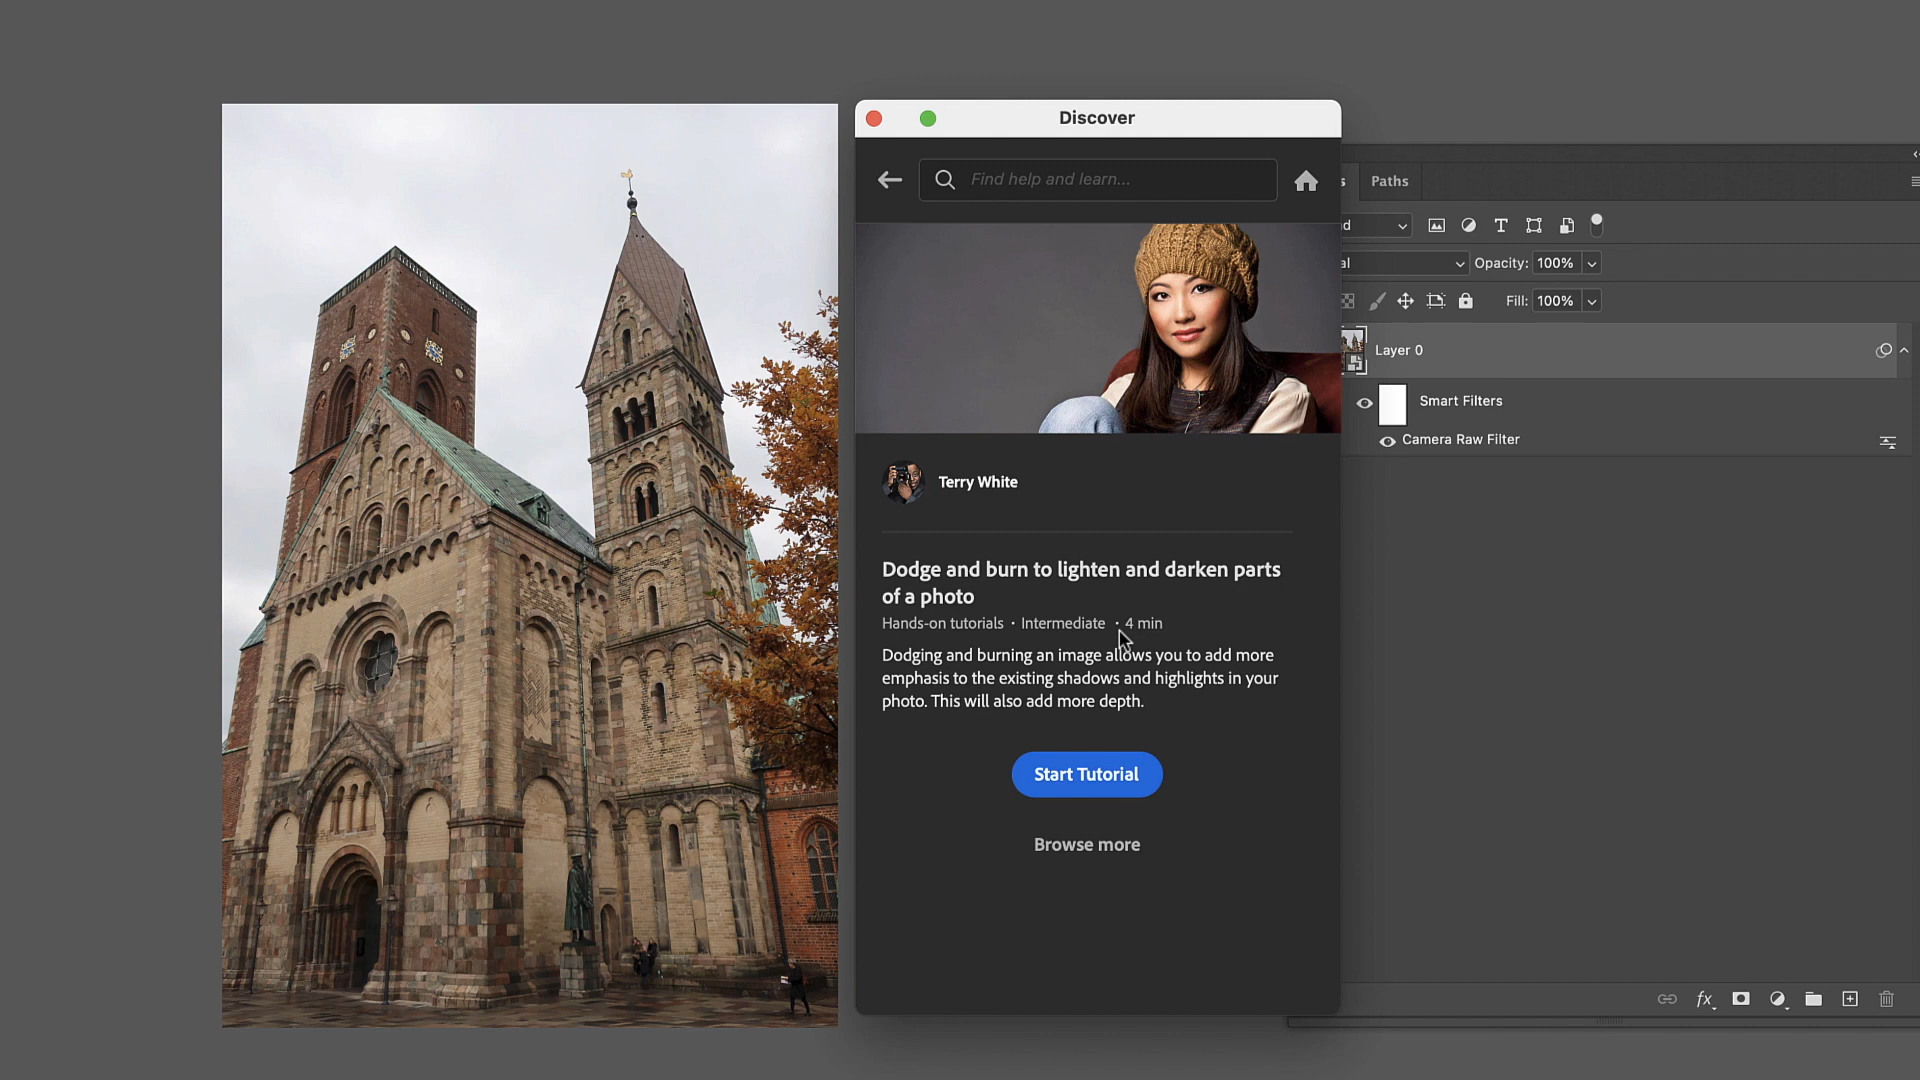 Discover
Find help and learn...
Terry White
Dodge and burn to lighten and darken parts
of a photo
Hands-on tutorials • Intermediate • 4 min
Dodging and burning an image allows you to add more
emphasis to the existing shadows and highlights in your
photo. This will also add more depth.
Start Tutorial
Browse more
Paths
Opacity: 100%
Fill: 100%
Layer 0
Smart Filters
Camera Raw Filter
fx